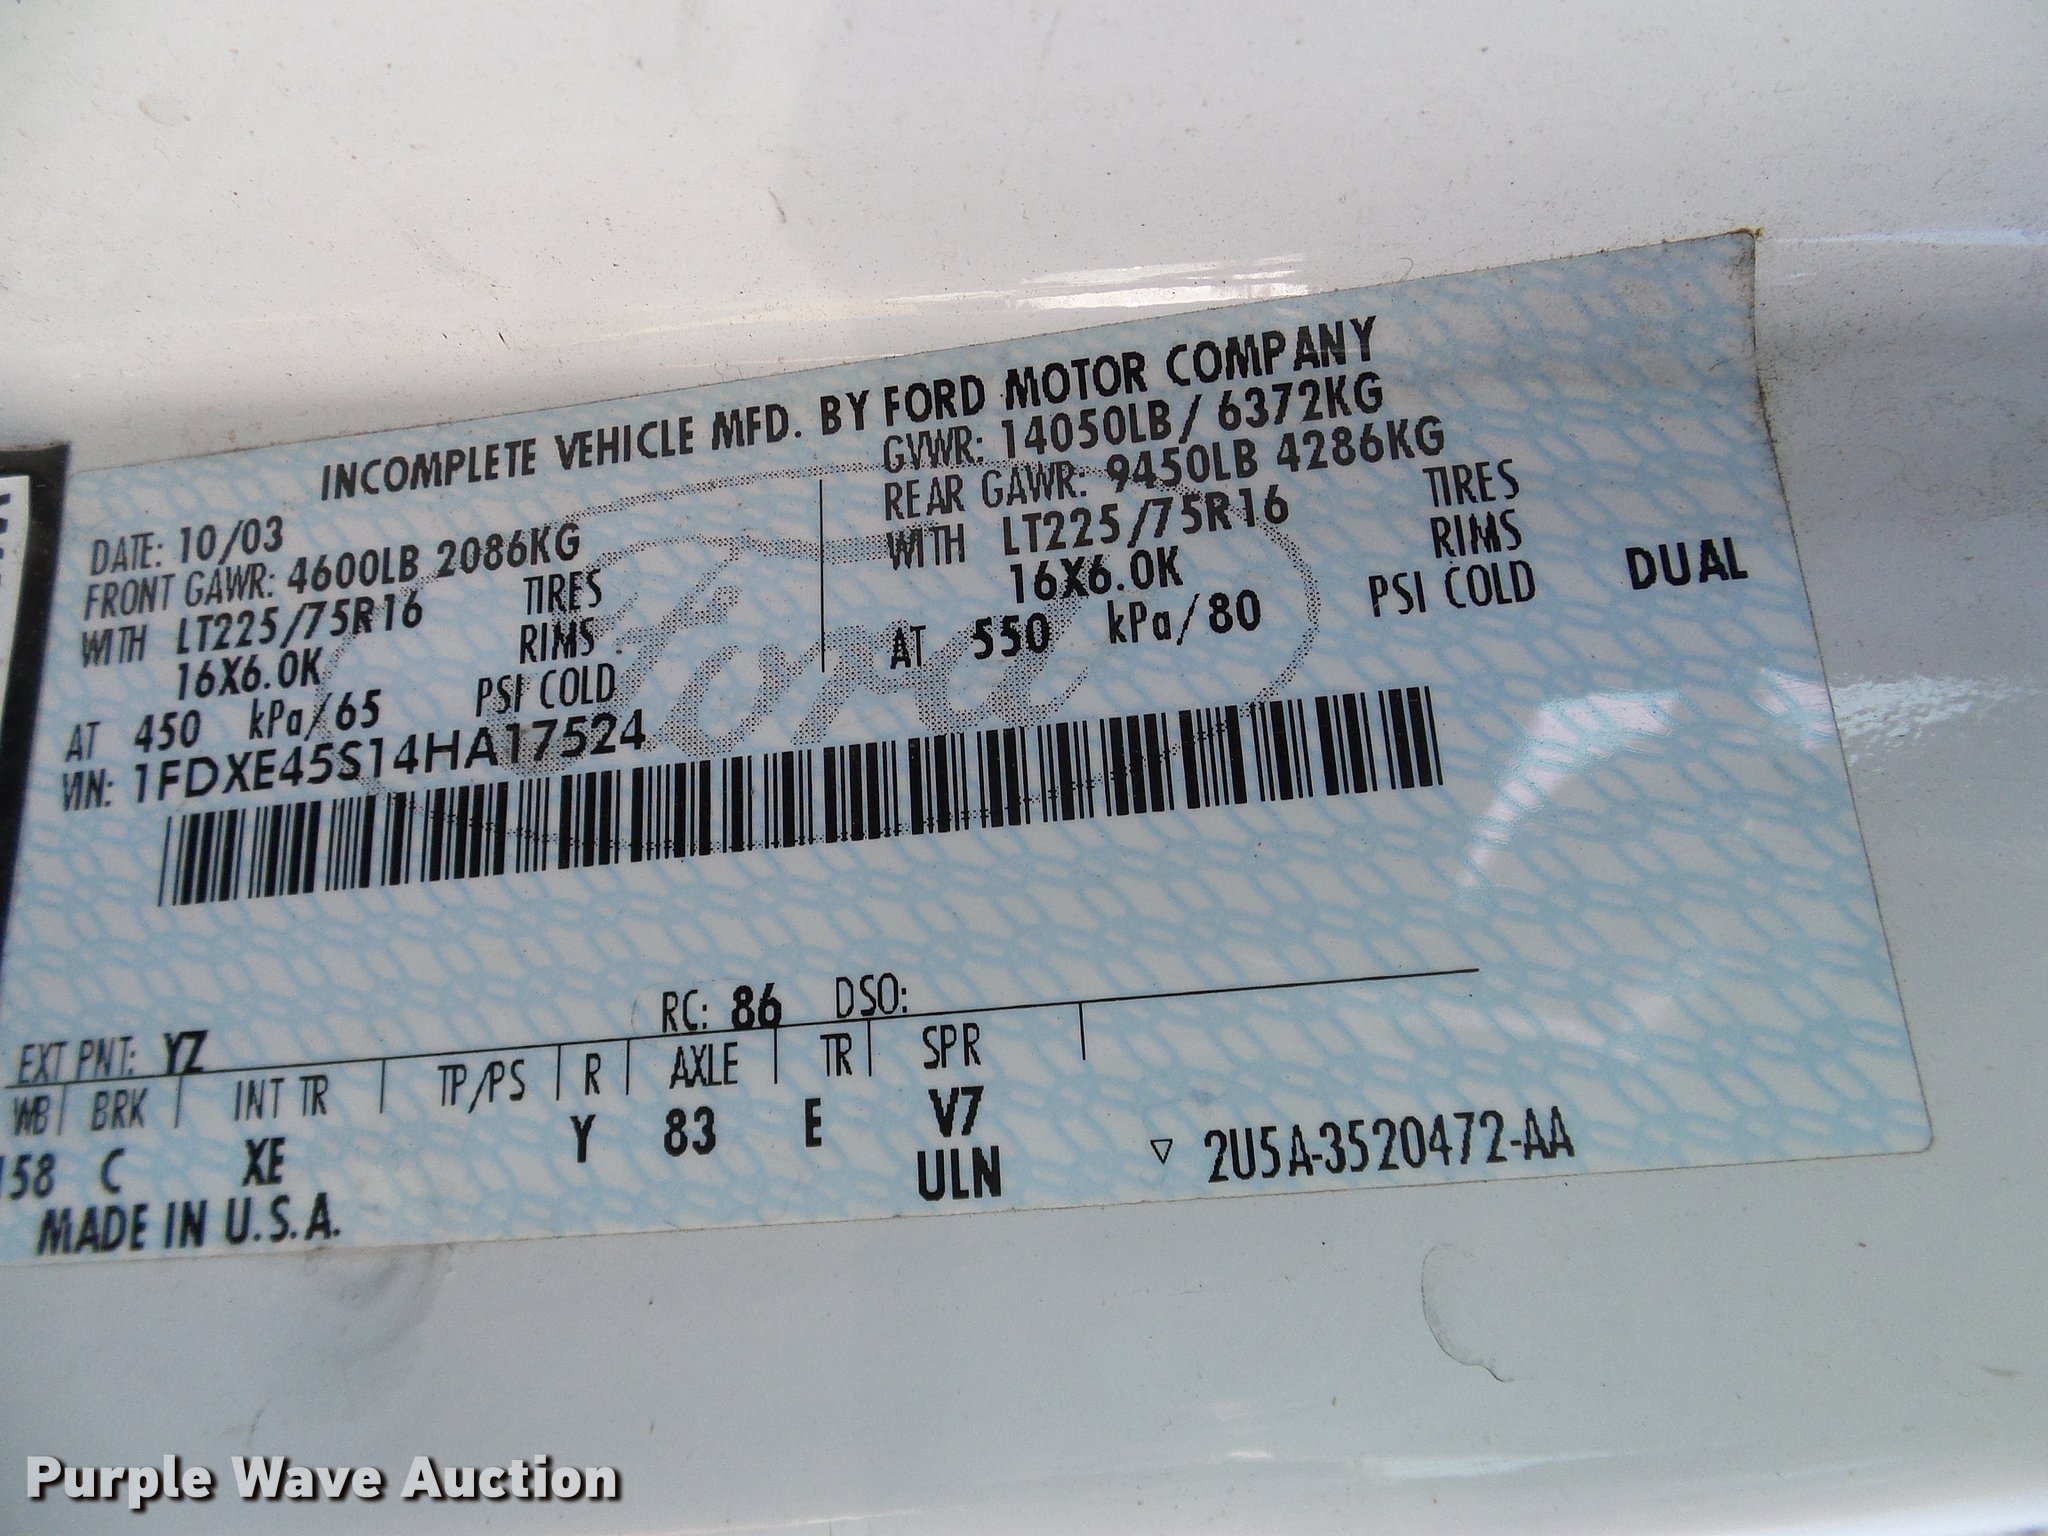 INCOMPLETE VEHICLE MFD. BY FORD MOTOR COMPANY
DATE: 10/03
GVWR: 14050LB / 6372KG
FRONT GAWR: 4600LB 2086KG
REAR GAWR: 9450LB 4286KG
WITH LT225/75R16 TIRES
WITH LT225/75R16 TIRES
16X6.0K RIMS
16X6.0K RIMS
AT 450 kPa/65 PSI COLD
AT 550 kPa/80 PSI COLD DUAL
VIN: 1FDXE45S14HA17524
Ford
EXT PNT: YZ RC: 86 DSO:
WB BRK INT TR TP/PS R AXLE TR SPR
158 C XE Y 83 E V7
ULN
MADE IN U.S.A.
▽ 2U5A-3520472-AA
Purple Wave Auction